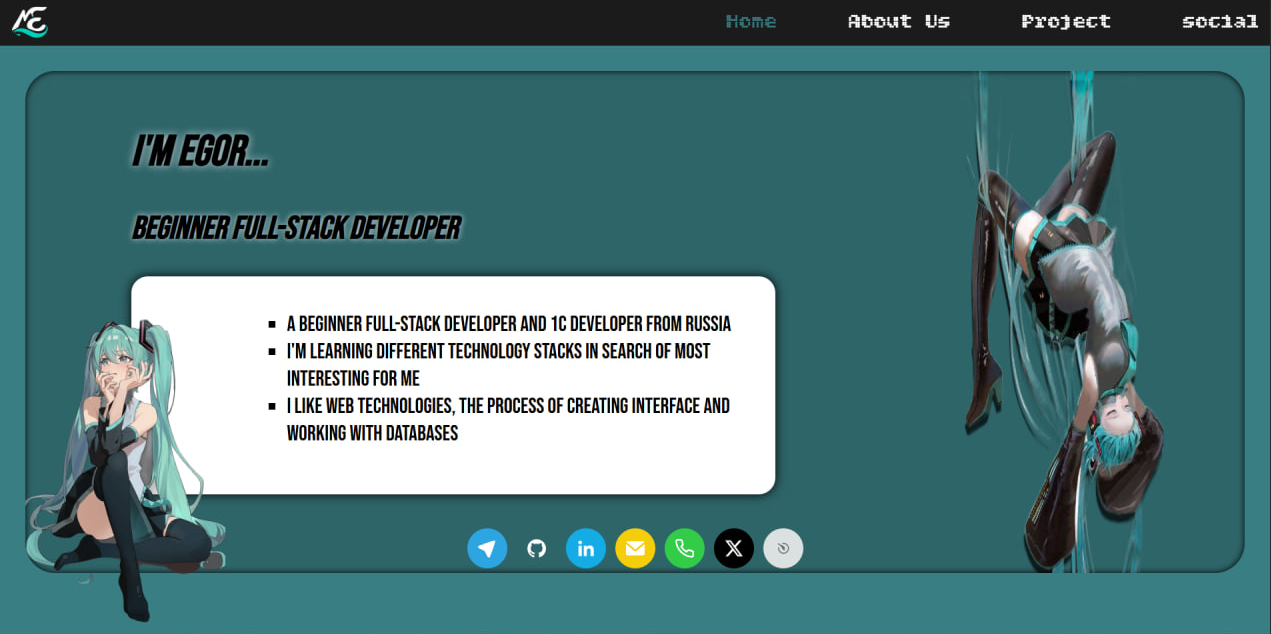 Home About Us Project social
I'M EGOR...
BEGINNER FULL-STACK DEVELOPER
A BEGINNER FULL-STACK DEVELOPER AND 1C DEVELOPER FROM RUSSIA
I'M LEARNING DIFFERENT TECHNOLOGY STACKS IN SEARCH OF MOST
INTERESTING FOR ME
I LIKE WEB TECHNOLOGIES, THE PROCESS OF CREATING INTERFACE AND
WORKING WITH DATABASES
in X